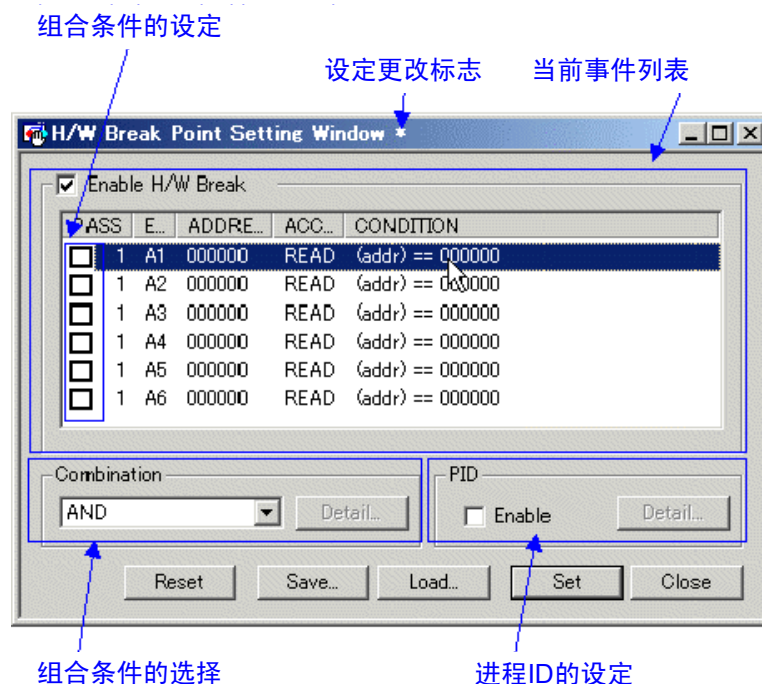 组合条件的设定
设定更改标志
当前事件列表
H/W Break Point Setting Window *
Enable H/W Break
PASS E... ADDRE... ACC... CONDITION
1 A1 000000 READ (addr) == 000000
1 A2 000000 READ (addr) == 000000
1 A3 000000 READ (addr) == 000000
1 A4 000000 READ (addr) == 000000
1 A5 000000 READ (addr) == 000000
1 A6 000000 READ (addr) == 000000
Combination
PID
AND
Detail...
Enable
Detail...
Reset
Save...
Load...
Set
Close
组合条件的选择
进程ID的设定